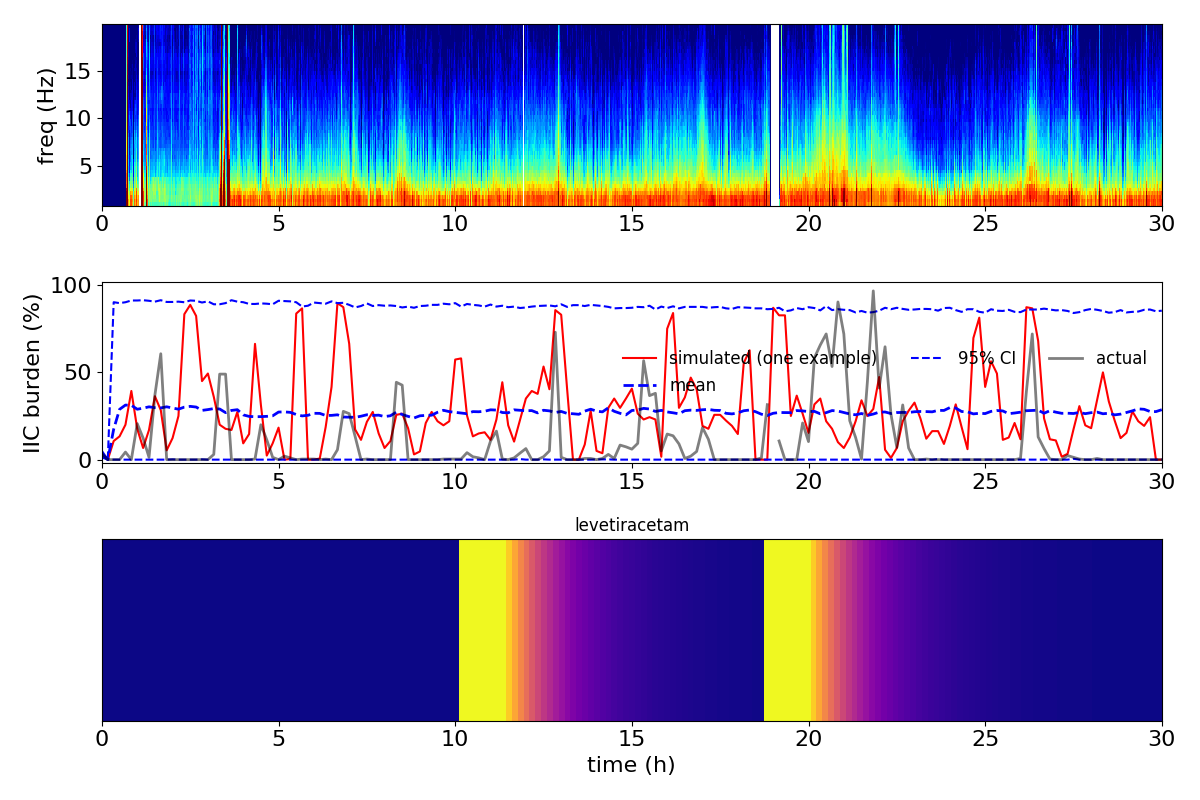 15
10
5
freq (Hz)
0 5 10 15 20 25 30
100
50
0
IIC burden (%)
simulated (one example) 95% CI actual
mean
0 5 10 15 20 25 30
levetiracetam
0 5 10 15 20 25 30
time (h)